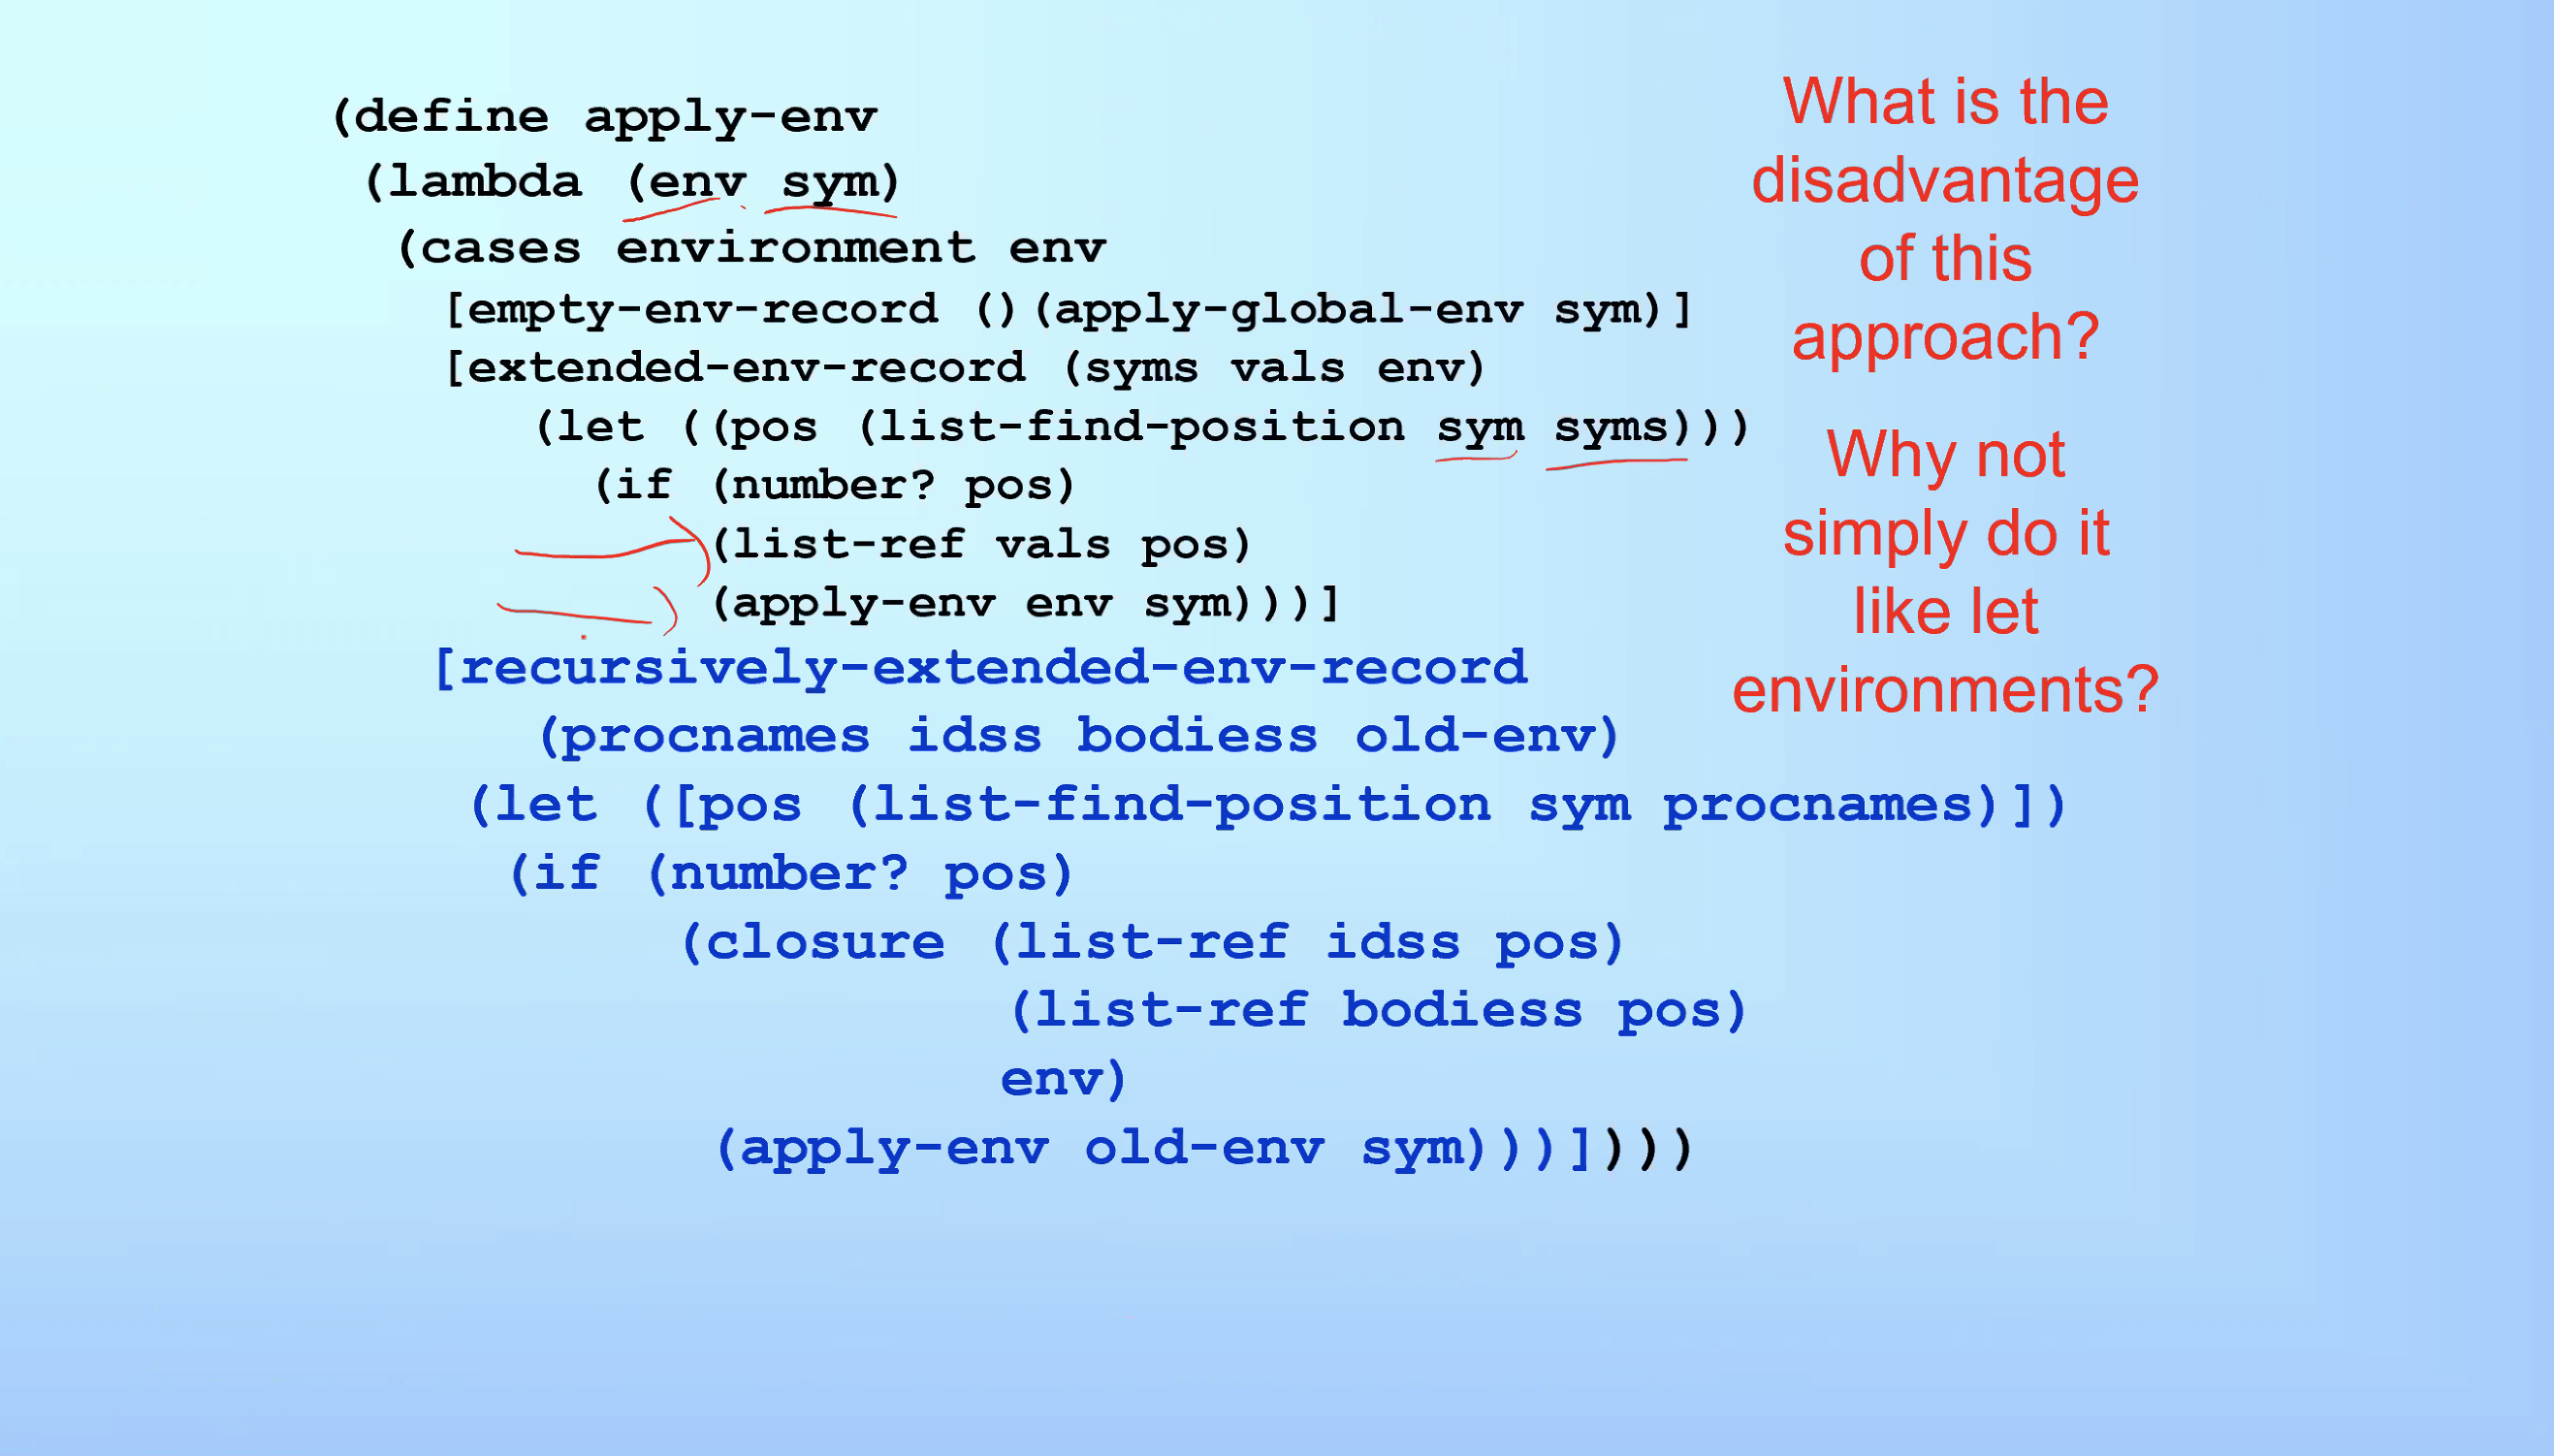 (define apply-env
(lambda (env sym)
(cases environment env
[empty-env-record ()(apply-global-env sym)]
[extended-env-record (syms vals env)
(let ((pos (list-find-position sym syms)))
(if (number? pos)
(list-ref vals pos)
(apply-env env sym)))]
[recursively-extended-env-record
(procnames idss bodiess old-env)
(let ([pos (list-find-position sym procnames)])
(if (number? pos)
(closure (list-ref idss pos)
(list-ref bodiess pos)
env)
(apply-env old-env sym)))])))
What is the
disadvantage
of this
approach?
Why not
simply do it
like let
environments?